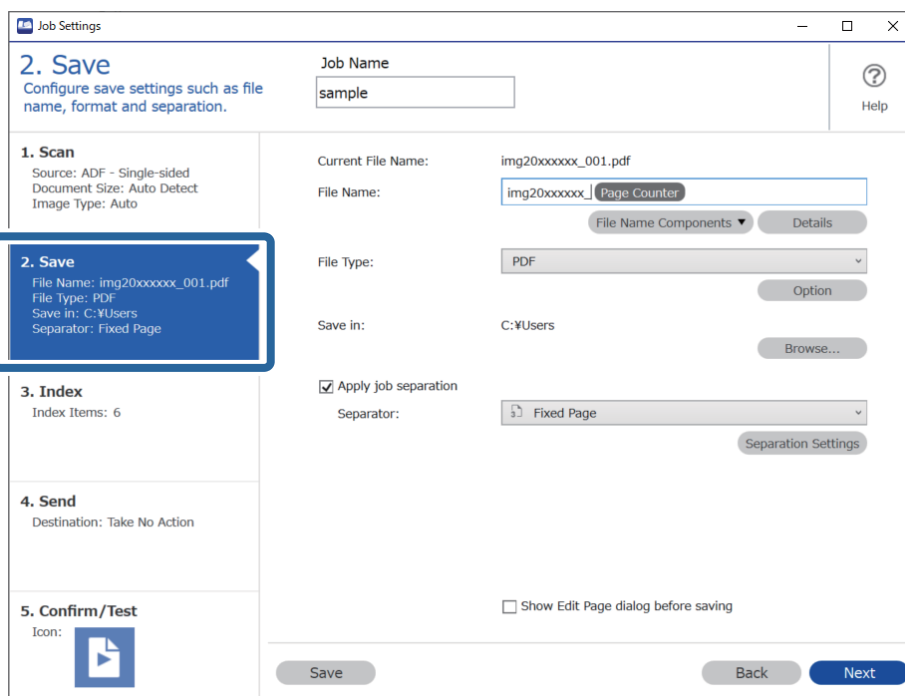 Job Settings
2. Save
Configure save settings such as file
name, format and separation.
Job Name
sample
Help
1. Scan
Source: ADF - Single-sided
Document Size: Auto Detect
Image Type: Auto
2. Save
File Name: img20xxxxxx_001.pdf
File Type: PDF
Save in: C:¥Users
Separator: Fixed Page
3. Index
Index Items: 6
4. Send
Destination: Take No Action
5. Confirm/Test
Icon:
Current File Name: img20xxxxxx_001.pdf
File Name: img20xxxxxx_ Page Counter
File Name Components ▼ Details
File Type: PDF
Option
Save in: C:¥Users
Browse...
Apply job separation
Separator: Fixed Page
Separation Settings
Show Edit Page dialog before saving
Save Back Next